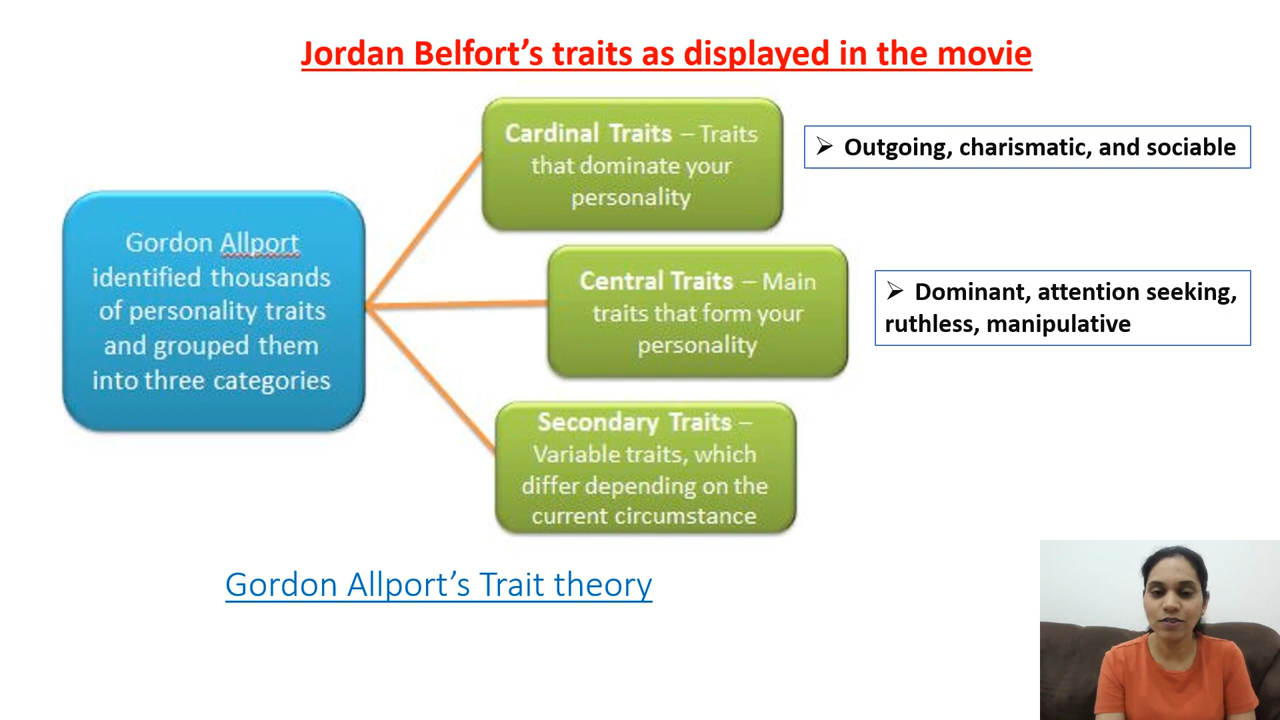 Jordan Belfort’s traits as displayed in the movie
Gordon Allport
identified thousands
of personality traits
and grouped them
into three categories
Cardinal Traits – Traits
that dominate your
personality
➢ Outgoing, charismatic, and sociable
Central Traits – Main
traits that form your
personality
➢ Dominant, attention seeking,
ruthless, manipulative
Secondary Traits –
Variable traits, which
differ depending on the
current circumstance
Gordon Allport’s Trait theory